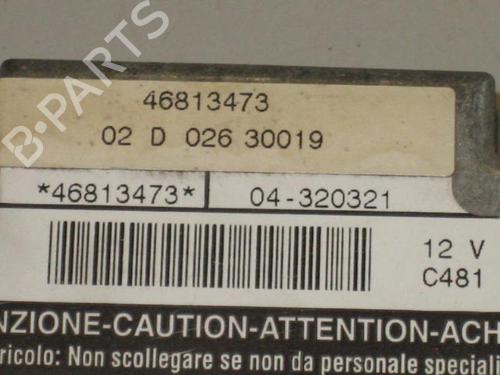 B-PARTS
46813473
02 D 026 30019
*46813473*
04-320321
12 V
C481
NZIONE-CAUTION-ATTENTION-ACH
ricolo: Non scollegare se non da personale speciali